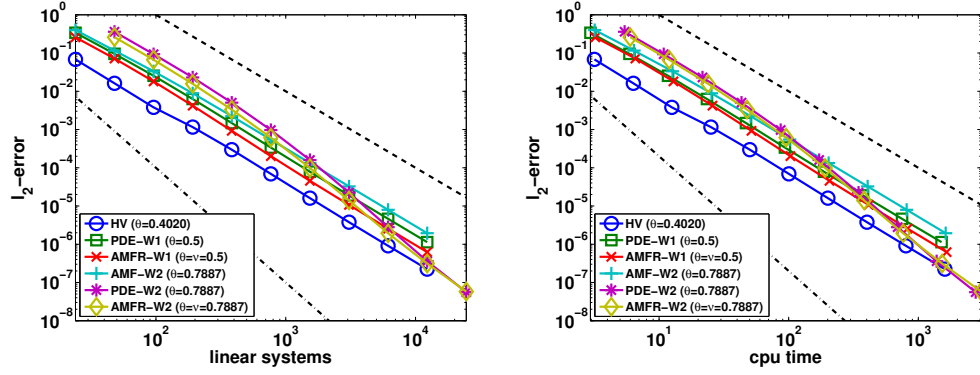 10^0
10^-1
10^-2
10^-3
10^-4
10^-5
10^-6
10^-7
10^-8
l_2-error
HV (θ=0.4020)
PDE-W1 (θ=0.5)
AMFR-W1 (θ=ν=0.5)
AMF-W2 (θ=0.7887)
PDE-W2 (θ=0.7887)
AMFR-W2 (θ=ν=0.7887)
10^2
10^3
10^4
linear systems
10^0
10^-1
10^-2
10^-3
10^-4
10^-5
10^-6
10^-7
10^-8
l_2-error
HV (θ=0.4020)
PDE-W1 (θ=0.5)
AMFR-W1 (θ=ν=0.5)
AMF-W2 (θ=0.7887)
PDE-W2 (θ=0.7887)
AMFR-W2 (θ=ν=0.7887)
10^1
10^2
10^3
cpu time